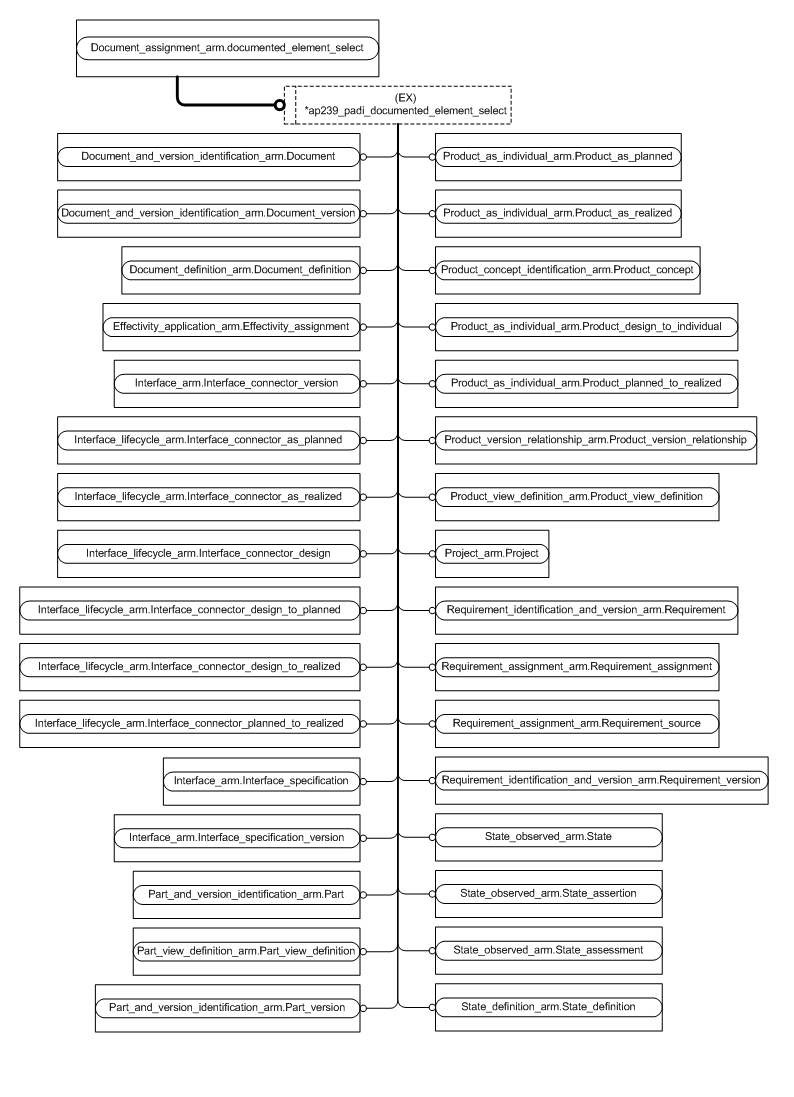 Document_assignment_arm.documented_element_select
(EX)
*ap239_padi_documented_element_select
Document_and_version_identification_arm.Document
Product_as_individual_arm.Product_as_planned
Document_and_version_identification_arm.Document_version
Product_as_individual_arm.Product_as_realized
Document_definition_arm.Document_definition
Product_concept_identification_arm.Product_concept
Effectivity_application_arm.Effectivity_assignment
Product_as_individual_arm.Product_design_to_individual
Interface_arm.Interface_connector_version
Product_as_individual_arm.Product_planned_to_realized
Interface_lifecycle_arm.Interface_connector_as_planned
Product_version_relationship_arm.Product_version_relationship
Interface_lifecycle_arm.Interface_connector_as_realized
Product_view_definition_arm.Product_view_definition
Interface_lifecycle_arm.Interface_connector_design
Project_arm.Project
Interface_lifecycle_arm.Interface_connector_design_to_planned
Requirement_identification_and_version_arm.Requirement
Interface_lifecycle_arm.Interface_connector_design_to_realized
Requirement_assignment_arm.Requirement_assignment
Interface_lifecycle_arm.Interface_connector_planned_to_realized
Requirement_assignment_arm.Requirement_source
Interface_arm.Interface_specification
Requirement_identification_and_version_arm.Requirement_version
Interface_arm.Interface_specification_version
State_observed_arm.State
Part_and_version_identification_arm.Part
State_observed_arm.State_assertion
Part_view_definition_arm.Part_view_definition
State_observed_arm.State_assessment
Part_and_version_identification_arm.Part_version
State_definition_arm.State_definition